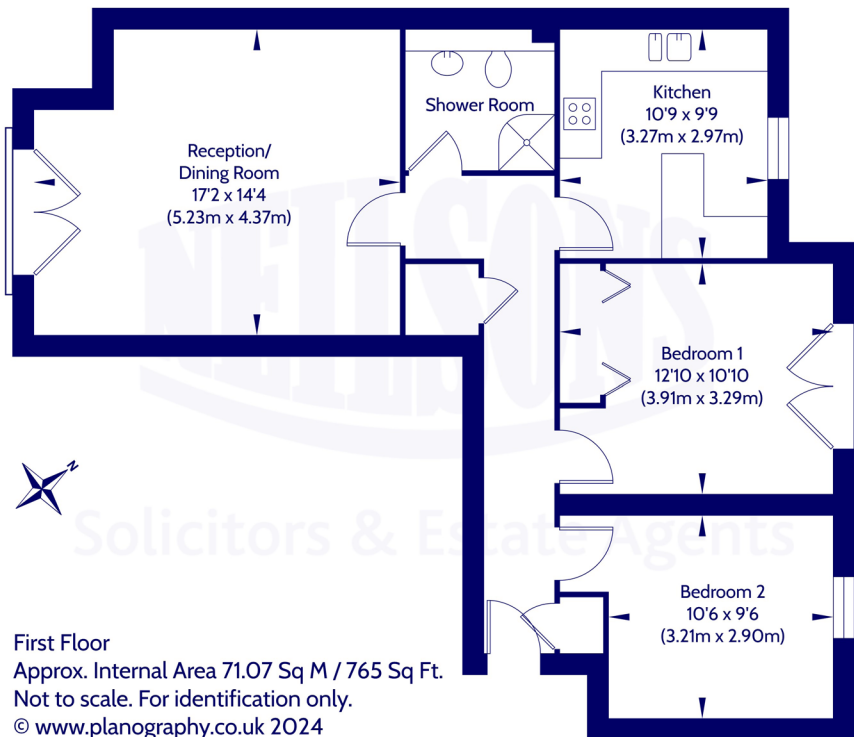 Reception/
Dining Room
17'2 x 14'4
(5.23m x 4.37m)
Shower Room
Kitchen
10'9 x 9'9
(3.27m x 2.97m)
NEILSONS
Bedroom 1
12'10 x 10'10
(3.91m x 3.29m)
N
Solicitors & Estate Agents
Bedroom 2
10'6 x 9'6
(3.21m x 2.90m)
First Floor
Approx. Internal Area 71.07 Sq M / 765 Sq Ft.
Not to scale. For identification only.
© www.planography.co.uk 2024